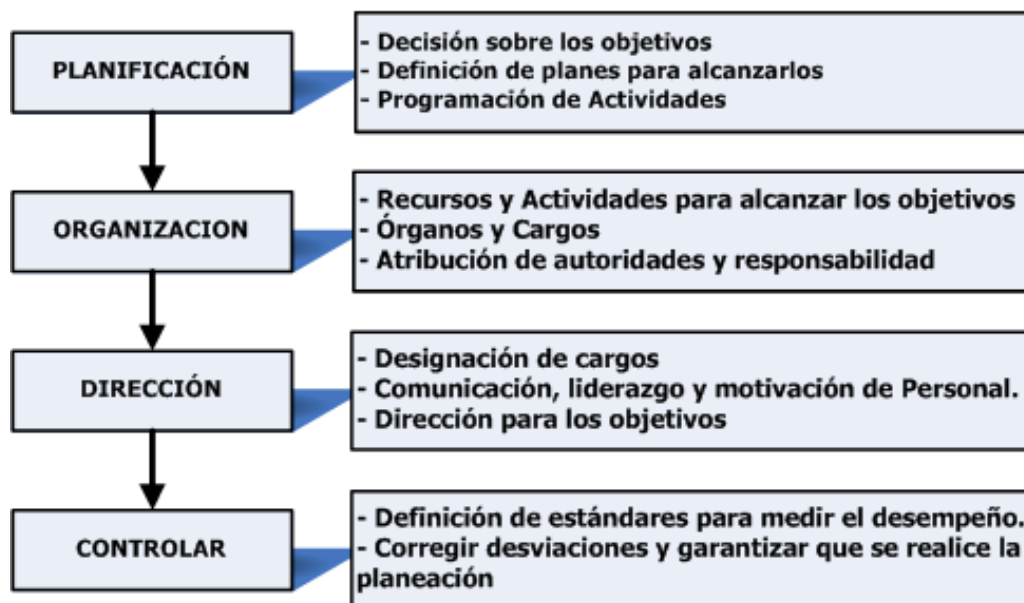 PLANIFICACIÓN
- Decisión sobre los objetivos
- Definición de planes para alcanzarlos
- Programación de Actividades
ORGANIZACION
- Recursos y Actividades para alcanzar los objetivos
- Órganos y Cargos
- Atribución de autoridades y responsabilidad
DIRECCIÓN
- Designación de cargos
- Comunicación, liderazgo y motivación de Personal.
- Dirección para los objetivos
CONTROLAR
- Definición de estándares para medir el desempeño.
- Corregir desviaciones y garantizar que se realice la
planeación